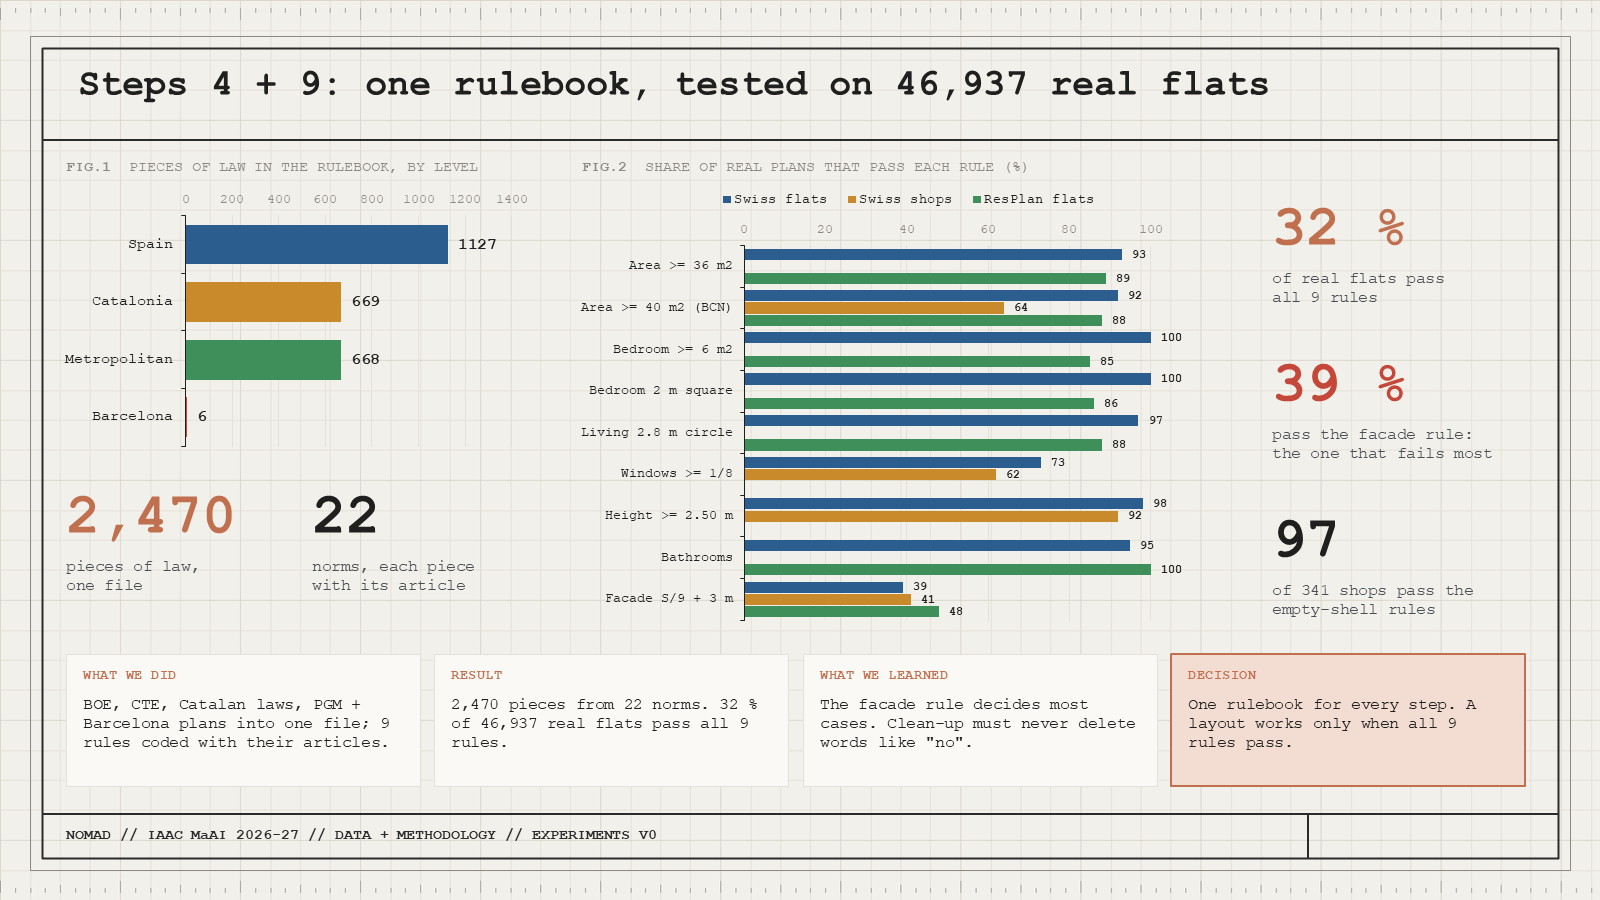 Steps 4 + 9: one rulebook, tested on 46,937 real flats
FIG.1 PIECES OF LAW IN THE RULEBOOK, BY LEVEL
0 200 400 600 800 1000 1200 1400
Spain 1127
Catalonia 669
Metropolitan 668
Barcelona 6
2,470
pieces of law,
one file
22
norms, each piece
with its article
FIG.2 SHARE OF REAL PLANS THAT PASS EACH RULE (%)
Swiss flats Swiss shops ResPlan flats
0 20 40 60 80 100
Area >= 36 m2 93 89
Area >= 40 m2 (BCN) 92 64 88
Bedroom >= 6 m2 100 85
Bedroom 2 m square 100 86
Living 2.8 m circle 97 88
Windows >= 1/8 73 62
Height >= 2.50 m 98 92
Bathrooms 95 100
Facade S/9 + 3 m 39 41 48
32 %
of real flats pass
all 9 rules
39 %
pass the facade rule:
the one that fails most
97
of 341 shops pass the
empty-shell rules
WHAT WE DID
BOE, CTE, Catalan laws, PGM +
Barcelona plans into one file; 9
rules coded with their articles.
RESULT
2,470 pieces from 22 norms. 32 %
of 46,937 real flats pass all 9
rules.
WHAT WE LEARNED
The facade rule decides most
cases. Clean-up must never delete
words like "no".
DECISION
One rulebook for every step. A
layout works only when all 9
rules pass.
NOMAD // IAAC MaAI 2026-27 // DATA + METHODOLOGY // EXPERIMENTS V0